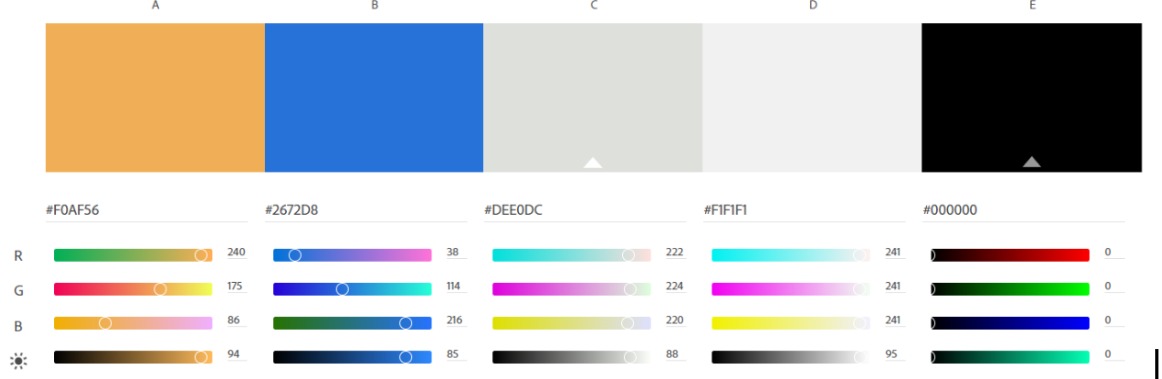 A B C D E
#F0AF56 #2672D8 #DEE0DC #F1F1F1 #000000
R 240 38 222 241 0
G 175 114 224 241 0
B 86 216 220 241 0
94 85 88 95 0